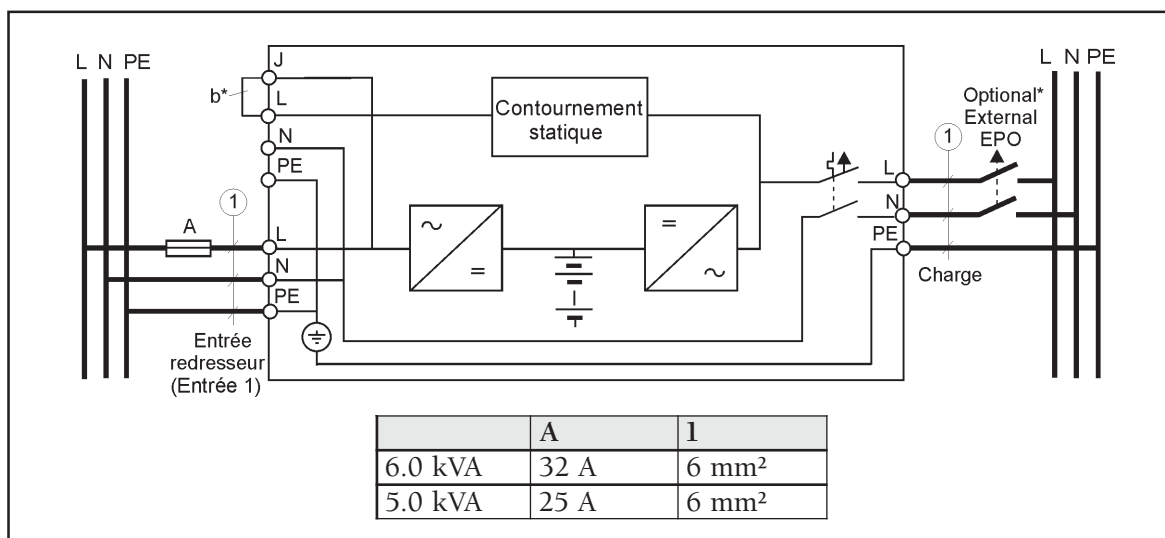 L N PE
J
b*
L
N
PE
1
A
L
N
PE
Entrée
redresseur
(Entrée 1)
Contournement
statique
~
=
=
~
L
N
PE
1
Optional*
External
EPO
Charge
L N PE
A 1
6.0 kVA 32 A 6 mm²
5.0 kVA 25 A 6 mm²